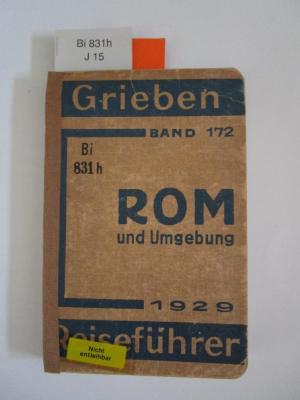 Bi 831h
J 15
Grieben
BAND 172
Bi
831h
ROM
und Umgebung
1929
Reiseführer
Nicht
entleihbar